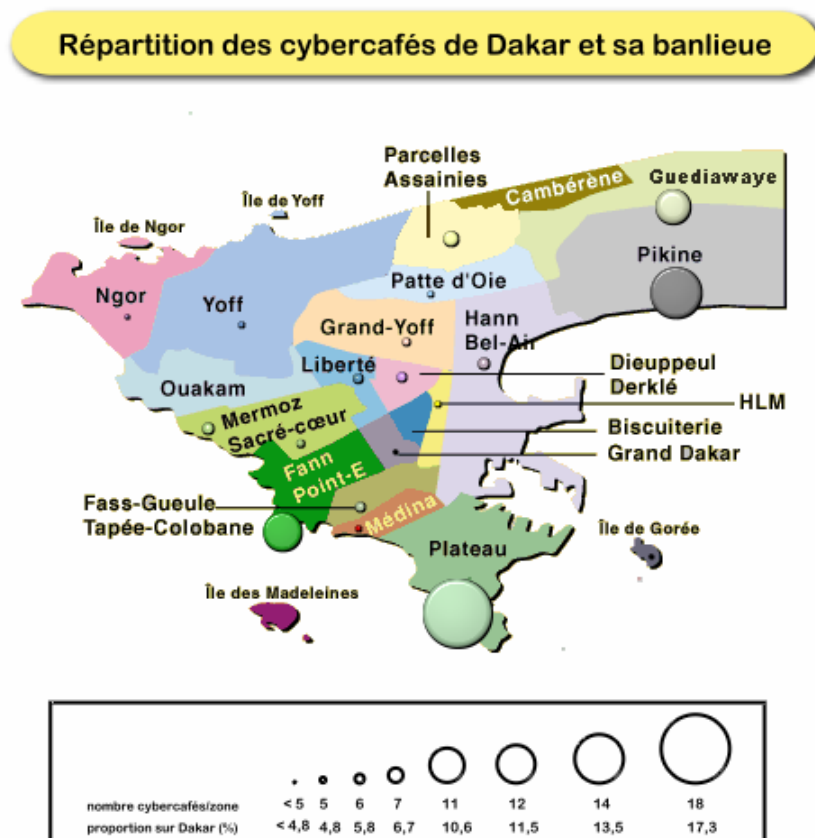 Répartition des cybercafés de Dakar et sa banlieue
Parcelles
Assainies
Cambérène
Guediawaye
Île de Yoff
Île de Ngor
Pikine
Ngor
Yoff
Patte d'Oie
Grand-Yoff
Hann
Bel-Air
Liberté
Dieuppeul
Derklé
Ouakam
HLM
Mermoz
Sacré-cœur
Biscuiterie
Grand Dakar
Fann
Point-E
Fass-Gueule
Tapée-Colobane
Médina
Plateau
Île de Gorée
Île des Madeleines
nombre cybercafés/zone < 5 5 6 7 11 12 14 18
proportion sur Dakar (%) < 4,8 4,8 5,8 6,7 10,6 11,5 13,5 17,3